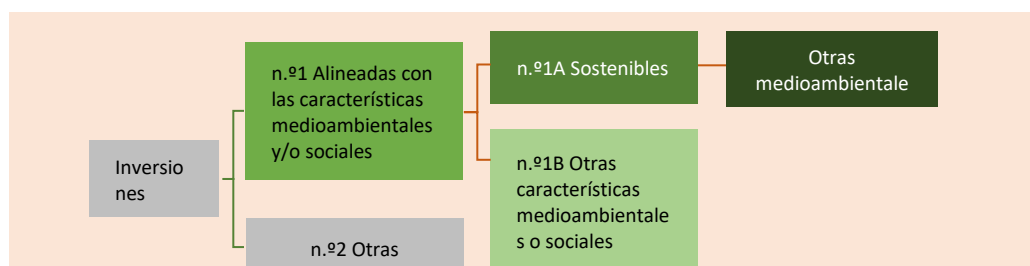 Inversio
nes
n.º1 Alineadas con
las características
medioambientales
y/o sociales
n.º2 Otras
n.º1A Sostenibles
n.º1B Otras
características
medioambientale
s o sociales
Otras
medioambientale